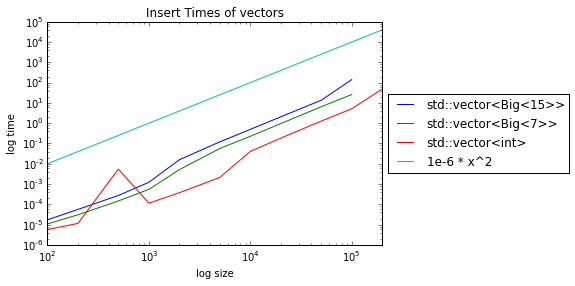 Insert Times of vectors
log time
10^5
10^4
10^3
10^2
10^1
10^0
10^-1
10^-2
10^-3
10^-4
10^-5
10^-6
10^2
10^3
10^4
10^5
log size
std::vector<Big<15>>
std::vector<Big<7>>
std::vector<int>
1e-6 * x^2